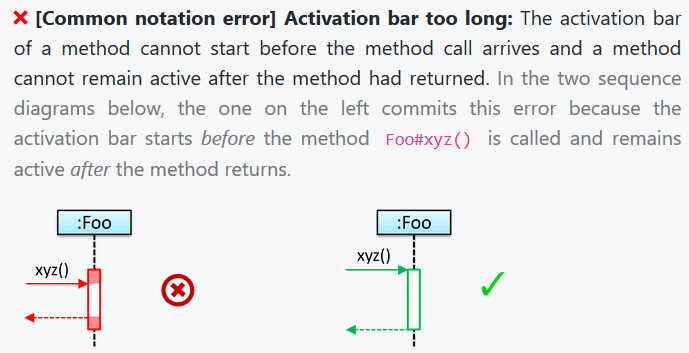 [Common notation error] Activation bar too long: The activation bar
of a method cannot start before the method call arrives and a method
cannot remain active after the method had returned. In the two sequence
diagrams below, the one on the left commits this error because the
activation bar starts before the method Foo#xyz() is called and remains
active after the method returns.
:Foo
:Foo
xyz()
xyz()